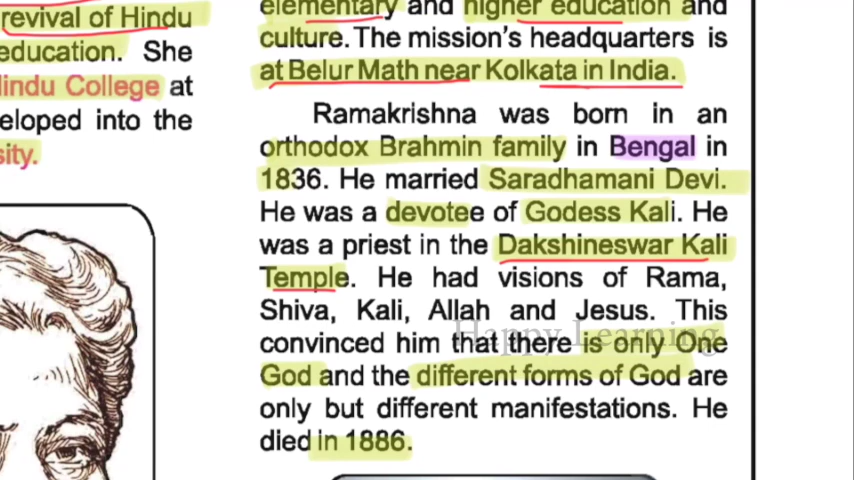 revival of Hindu
education. She
Hindu College at
eloped into the
sity.
elementary and higher education and
culture. The mission's headquarters is
at Belur Math near Kolkata in India.
Ramakrishna was born in an
orthodox Brahmin family in Bengal in
1836. He married Saradhamani Devi.
He was a devotee of Godess Kali. He
was a priest in the Dakshineswar Kali
Temple. He had visions of Rama,
Shiva, Kali, Allah and Jesus. This
convinced him that there is only One
God and the different forms of God are
only but different manifestations. He
died in 1886.
Happy Learning